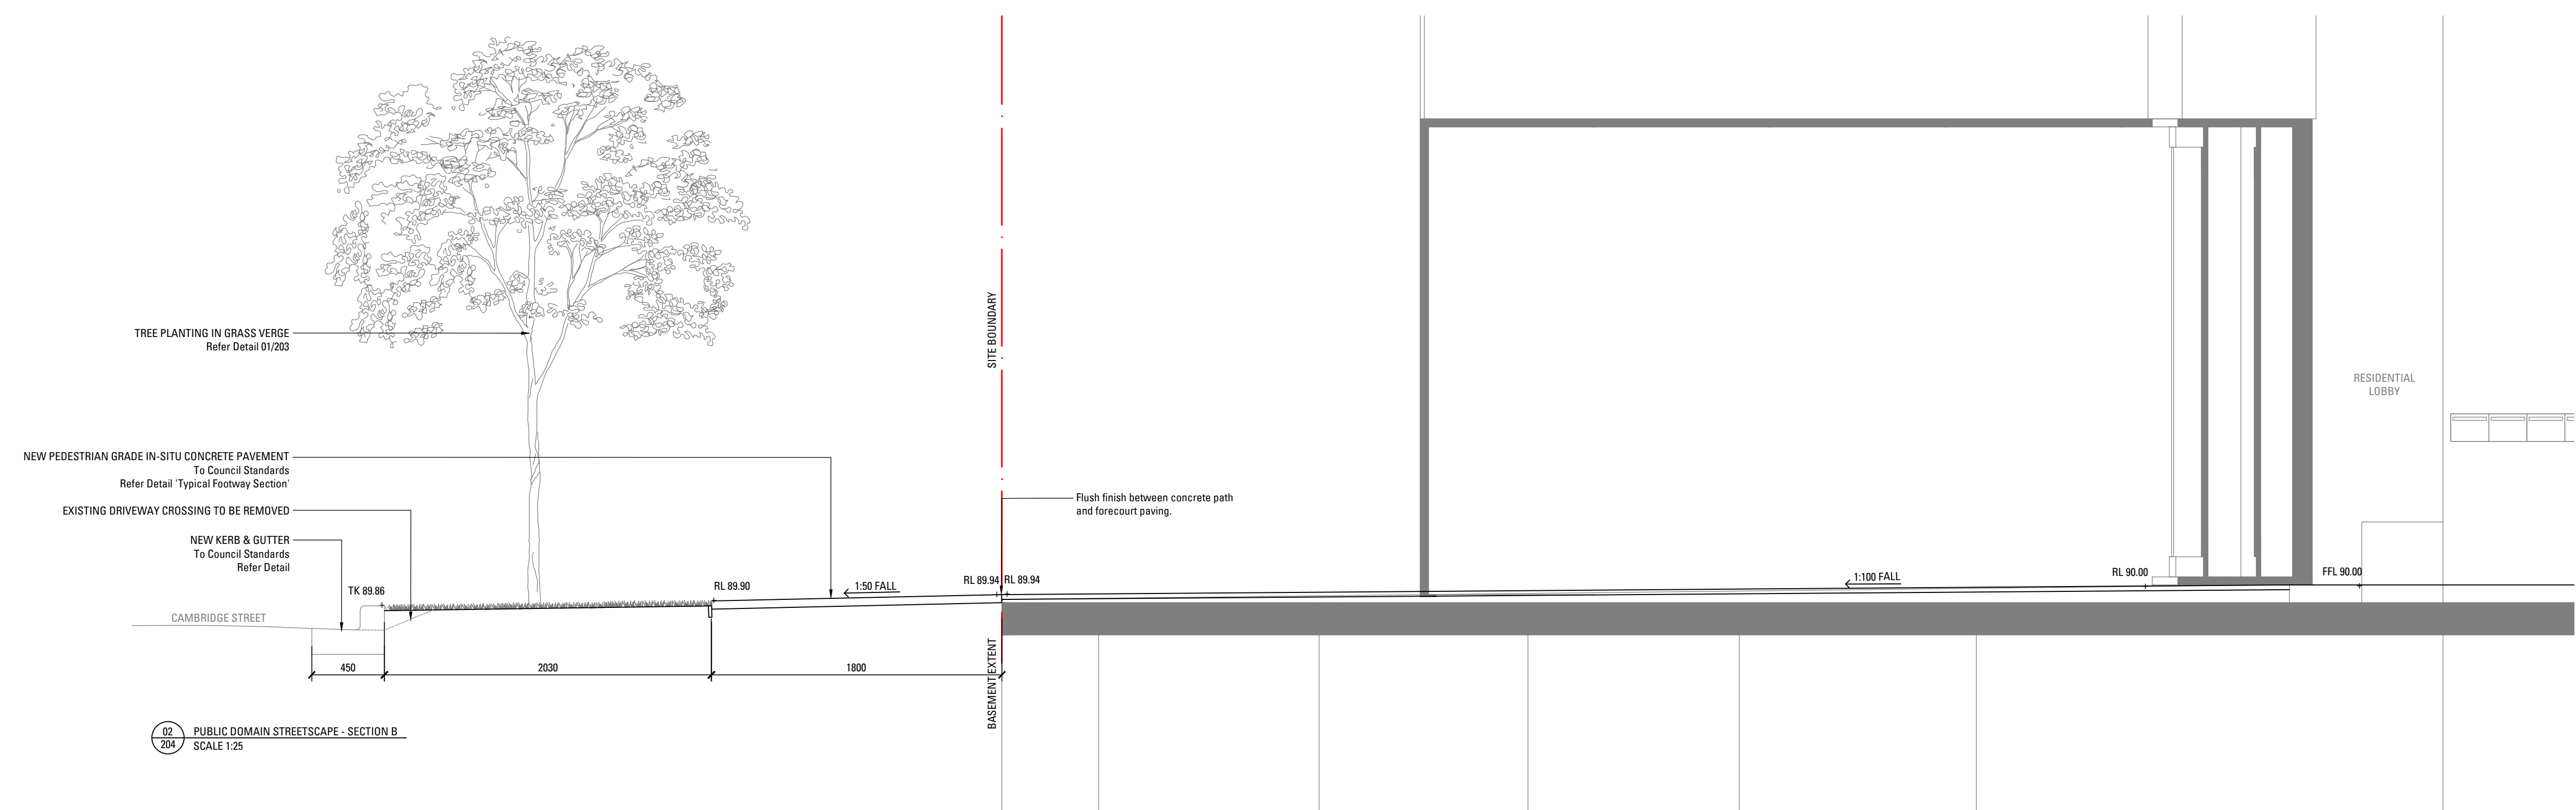 TREE PLANTING IN GRASS VERGE
Refer Detail 01/203
NEW PEDESTRIAN GRADE IN-SITU CONCRETE PAVEMENT
To Council Standards
Refer Detail 'Typical Footway Section'
EXISTING DRIVEWAY CROSSING TO BE REMOVED
NEW KERB & GUTTER
To Council Standards
Refer Detail
TK 89.86
CAMBRIDGE STREET
RL 89.90
1:50 FALL
RL 89.94
RL 89.94
SITE BOUNDARY
Flush finish between concrete path
and forecourt paving.
1:100 FALL
RL 90.00
FFL 90.00
RESIDENTIAL
LOBBY
450
2030
1800
BASEMENT EXTENT
02
204
PUBLIC DOMAIN STREETSCAPE - SECTION B
SCALE 1:25